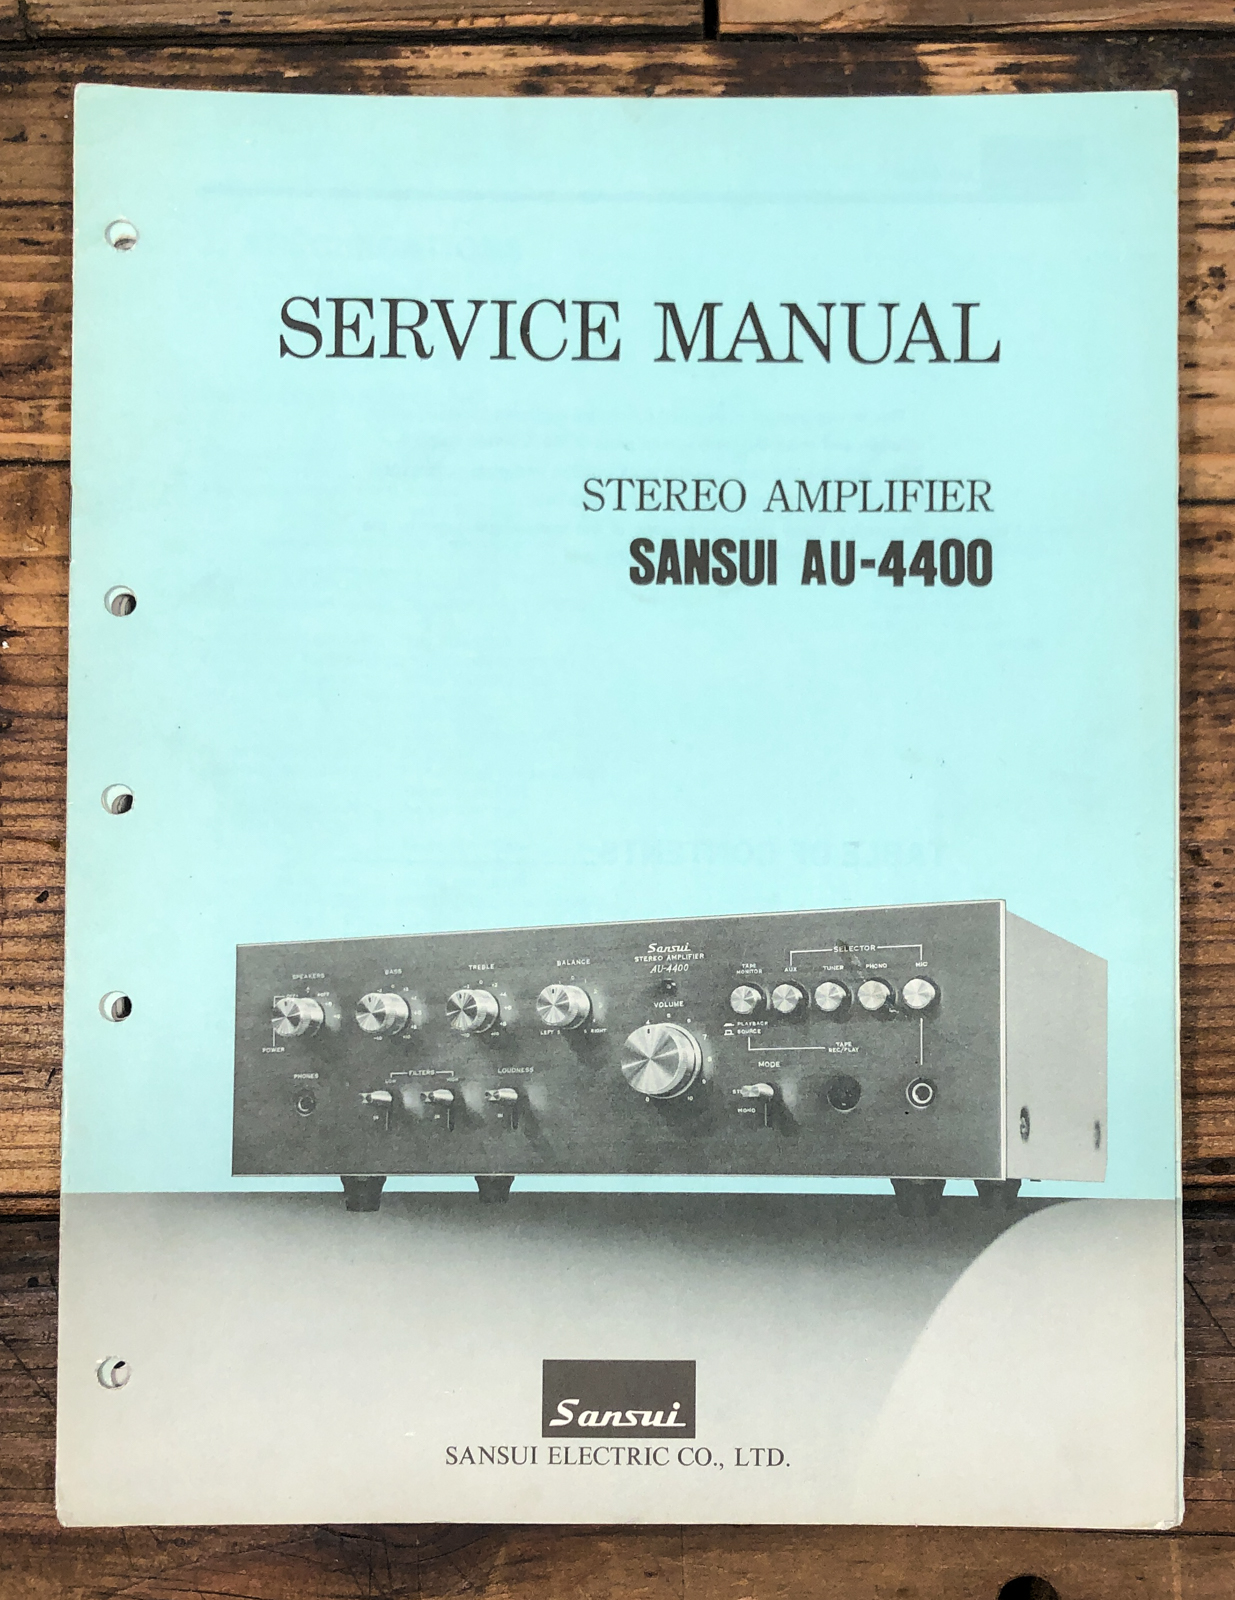 SERVICE MANUAL
STEREO AMPLIFIER
SANSUI AU-4400
Sansui
STEREO AMPLIFIER
AU-4400
SPEAKERS
BASS
TREBLE
BALANCE
VOLUME
SELECTOR
TAPE MONITOR
AUX
TUNER
PHONO
MIC
POWER
LEFT
RIGHT
PLAYBACK
SOURCE
TAPE
REC/PLAY
PHONES
FILTERS
LOUDNESS
MODE
MONO
Sansui
SANSUI ELECTRIC CO., LTD.